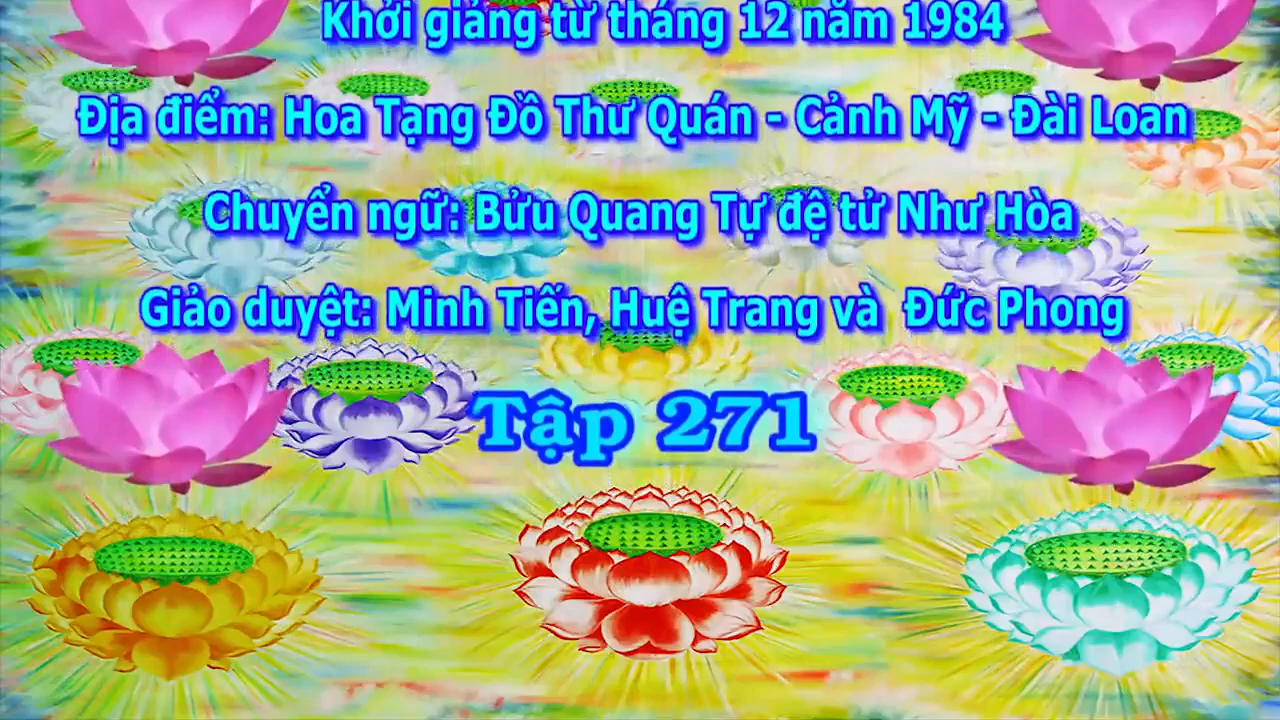 Khởi giảng từ tháng 12 năm 1984
Địa điểm: Hoa Tạng Đồ Thư Quán - Cảnh Mỹ - Đài Loan
Chuyển ngữ: Bửu Quang Tự đệ tử Như Hòa
Giảo duyệt: Minh Tiến, Huệ Trang và Đức Phong
Tập 271